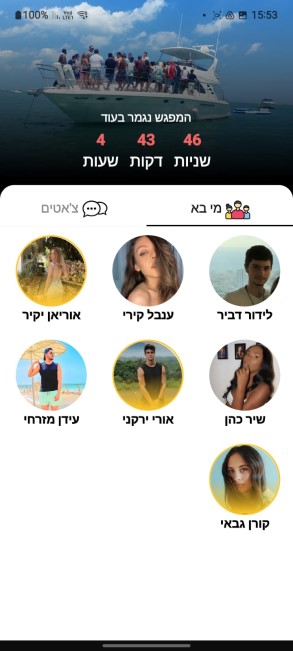 100%
15:53
המפגש נגמר בעוד
46 43 4
שניות דקות שעות
מי בא
צ'אטים
לידור דביר
ענבל קירי
אוריאן יקיר
שיר כהן
אורי ירקני
עידן מזרחי
קורן גבאי